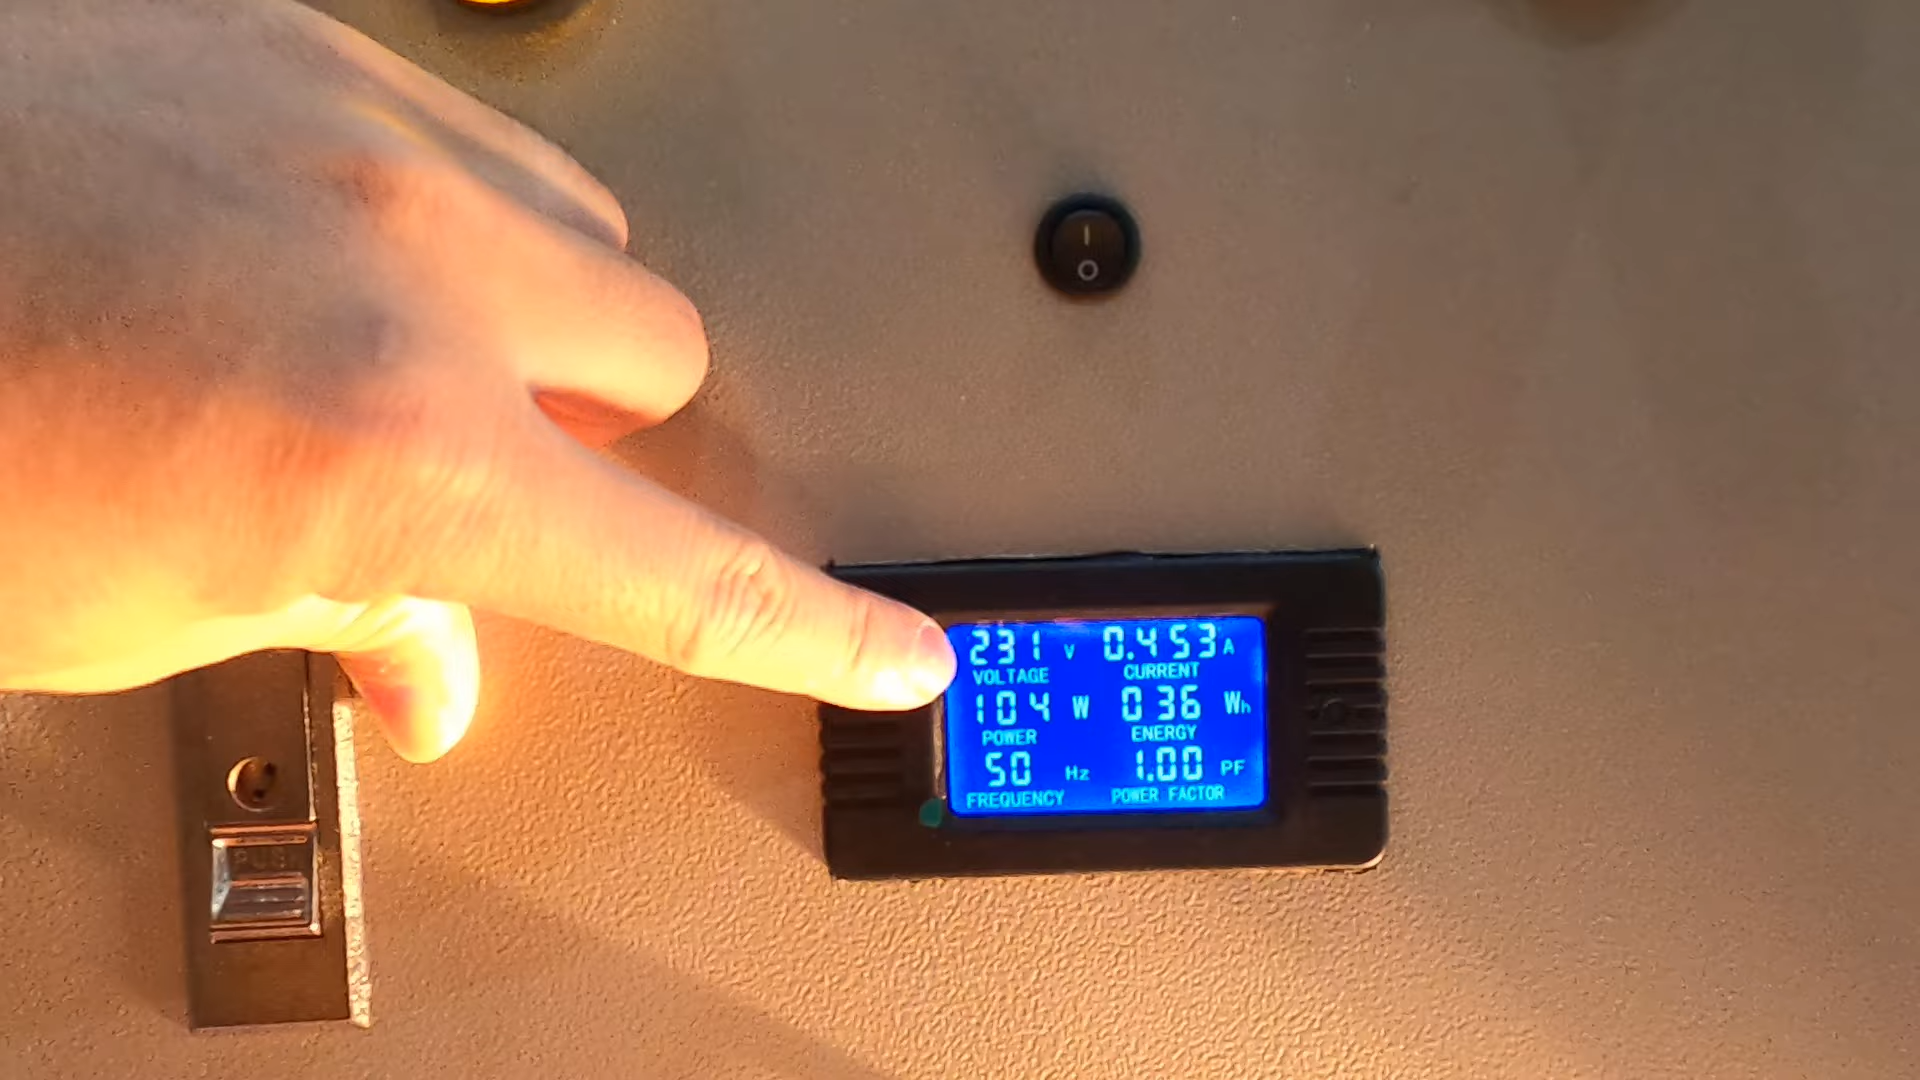 I
O
231 V 0.453 A
VOLTAGE CURRENT
104 W 036 Wh
POWER ENERGY
50 Hz 1.00 PF
FREQUENCY POWER FACTOR
PUSH